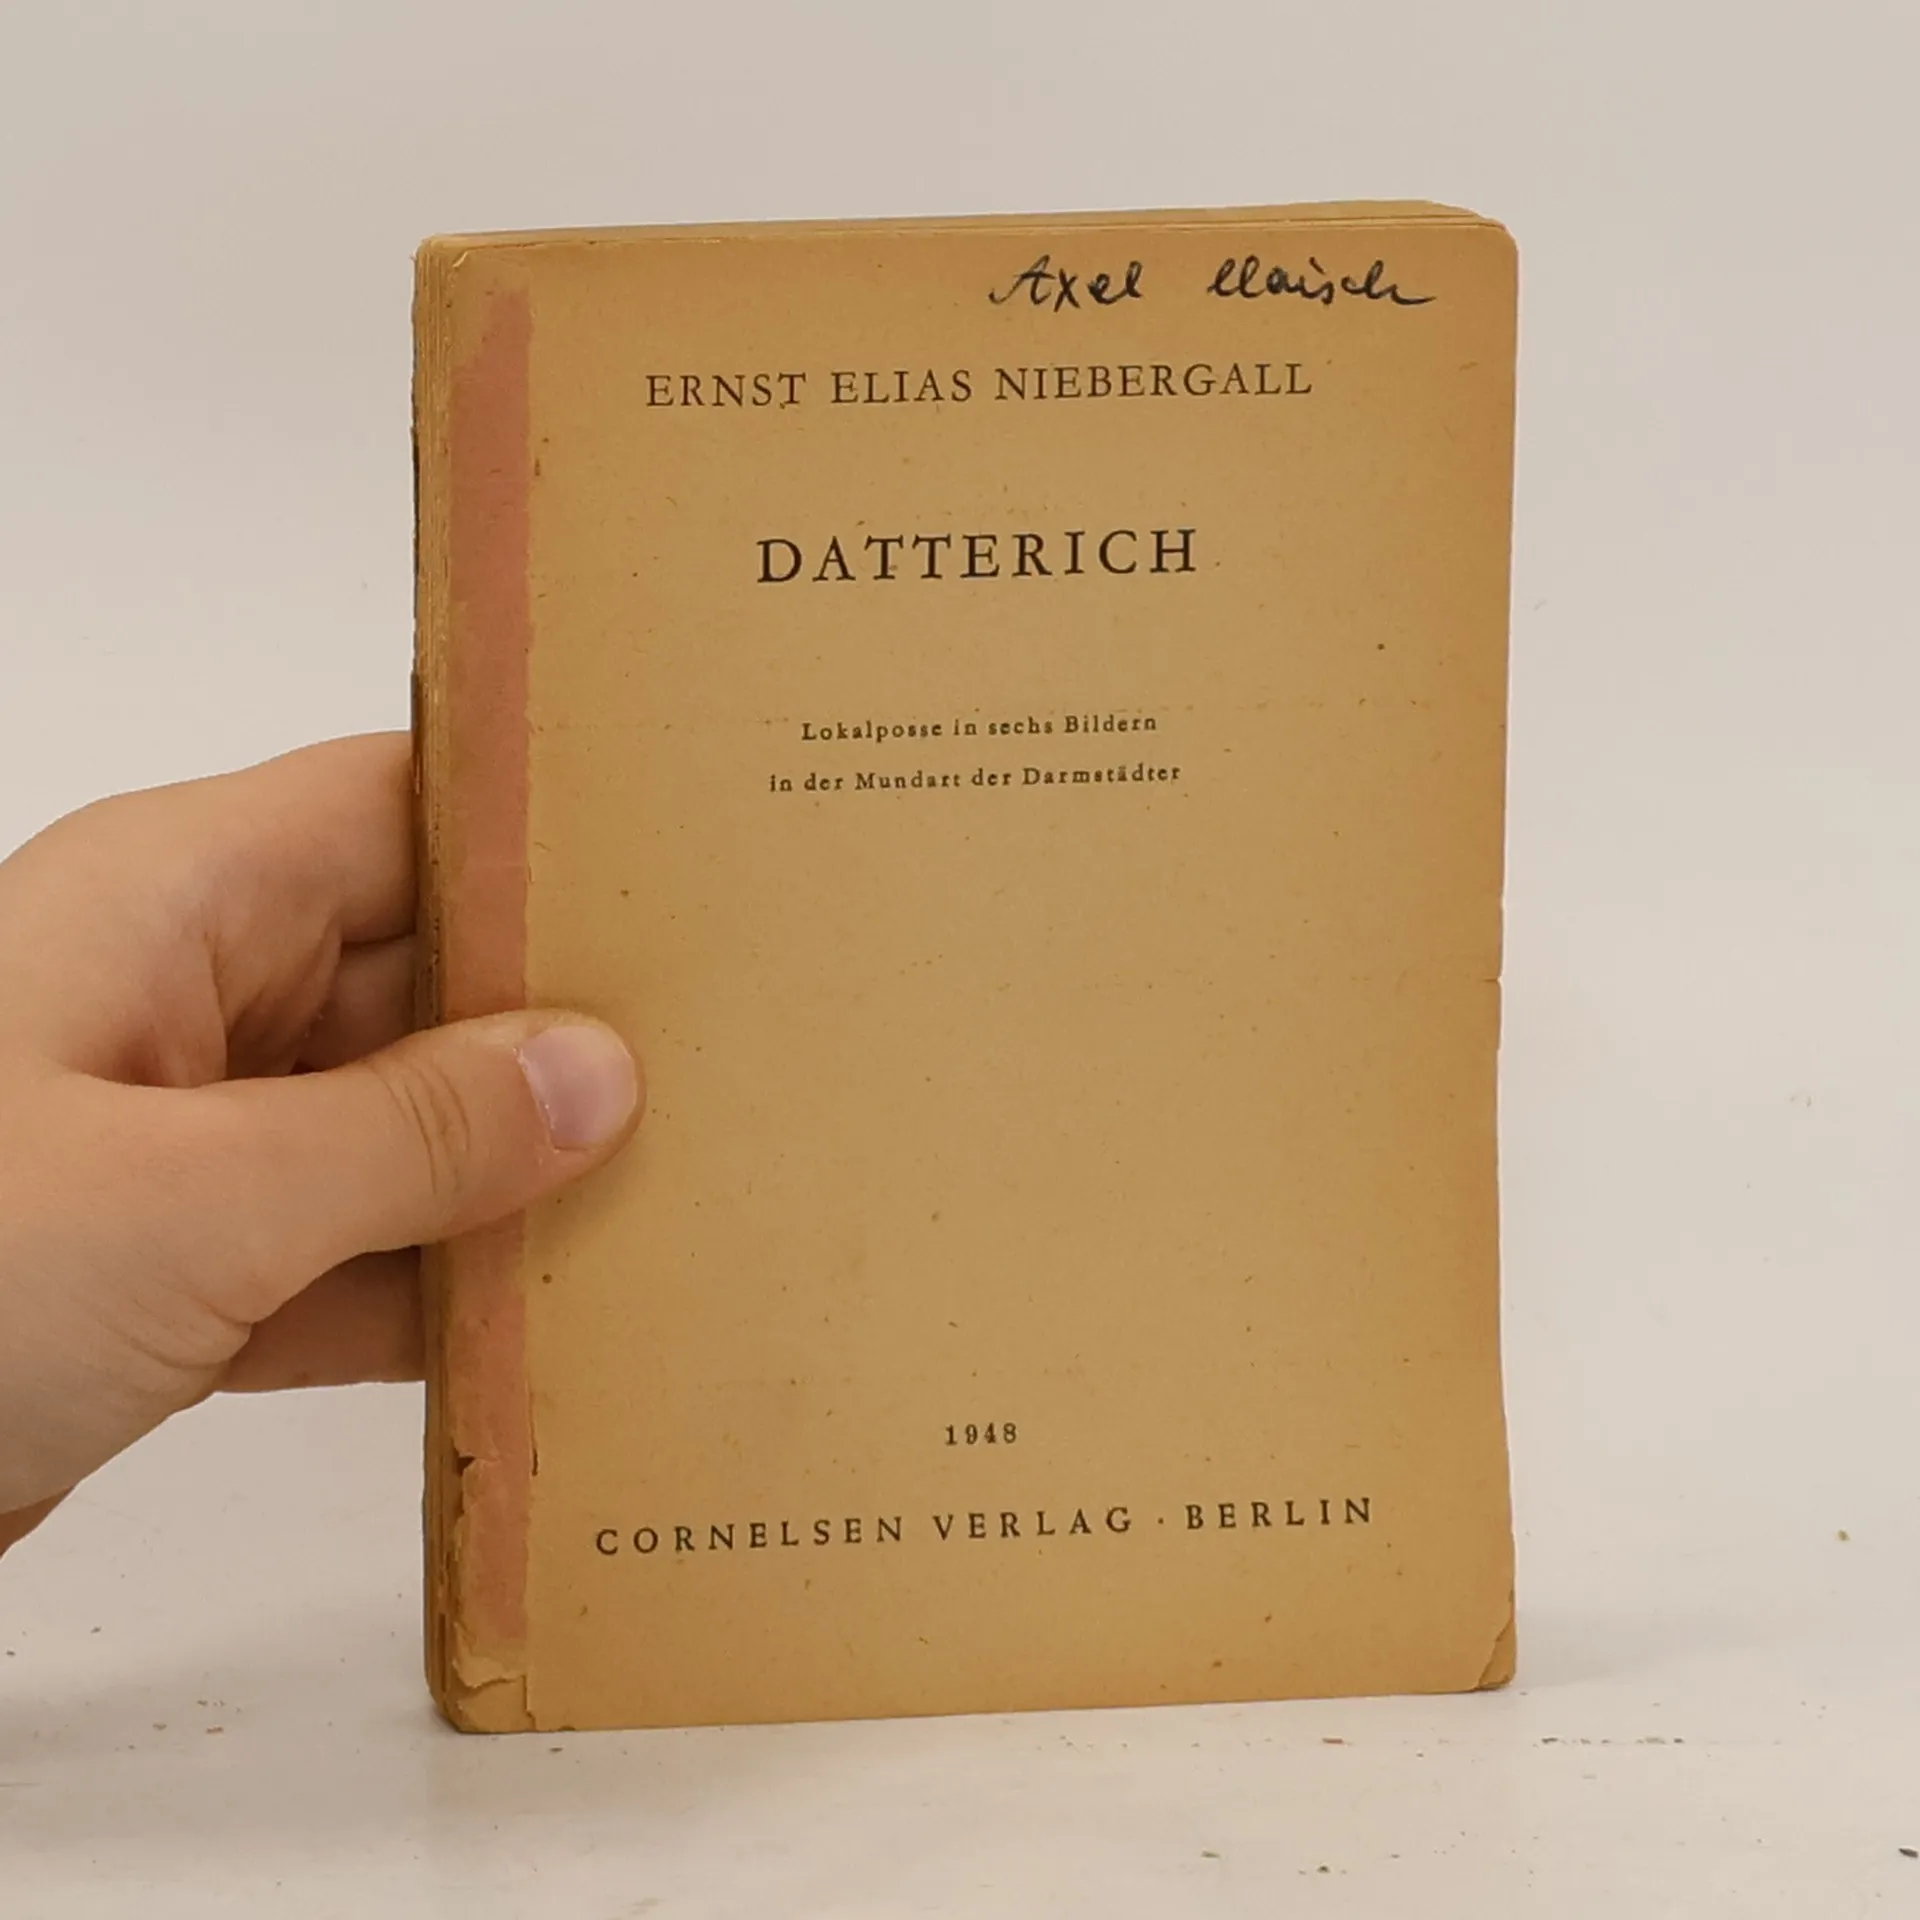 Axel
ERNST ELIAS NIEBERGALL
DATTERICH
Lokalposse in sechs Bildern
in der Mundart der Darmstädter
1948
CORNELSEN VERLAG · BERLIN